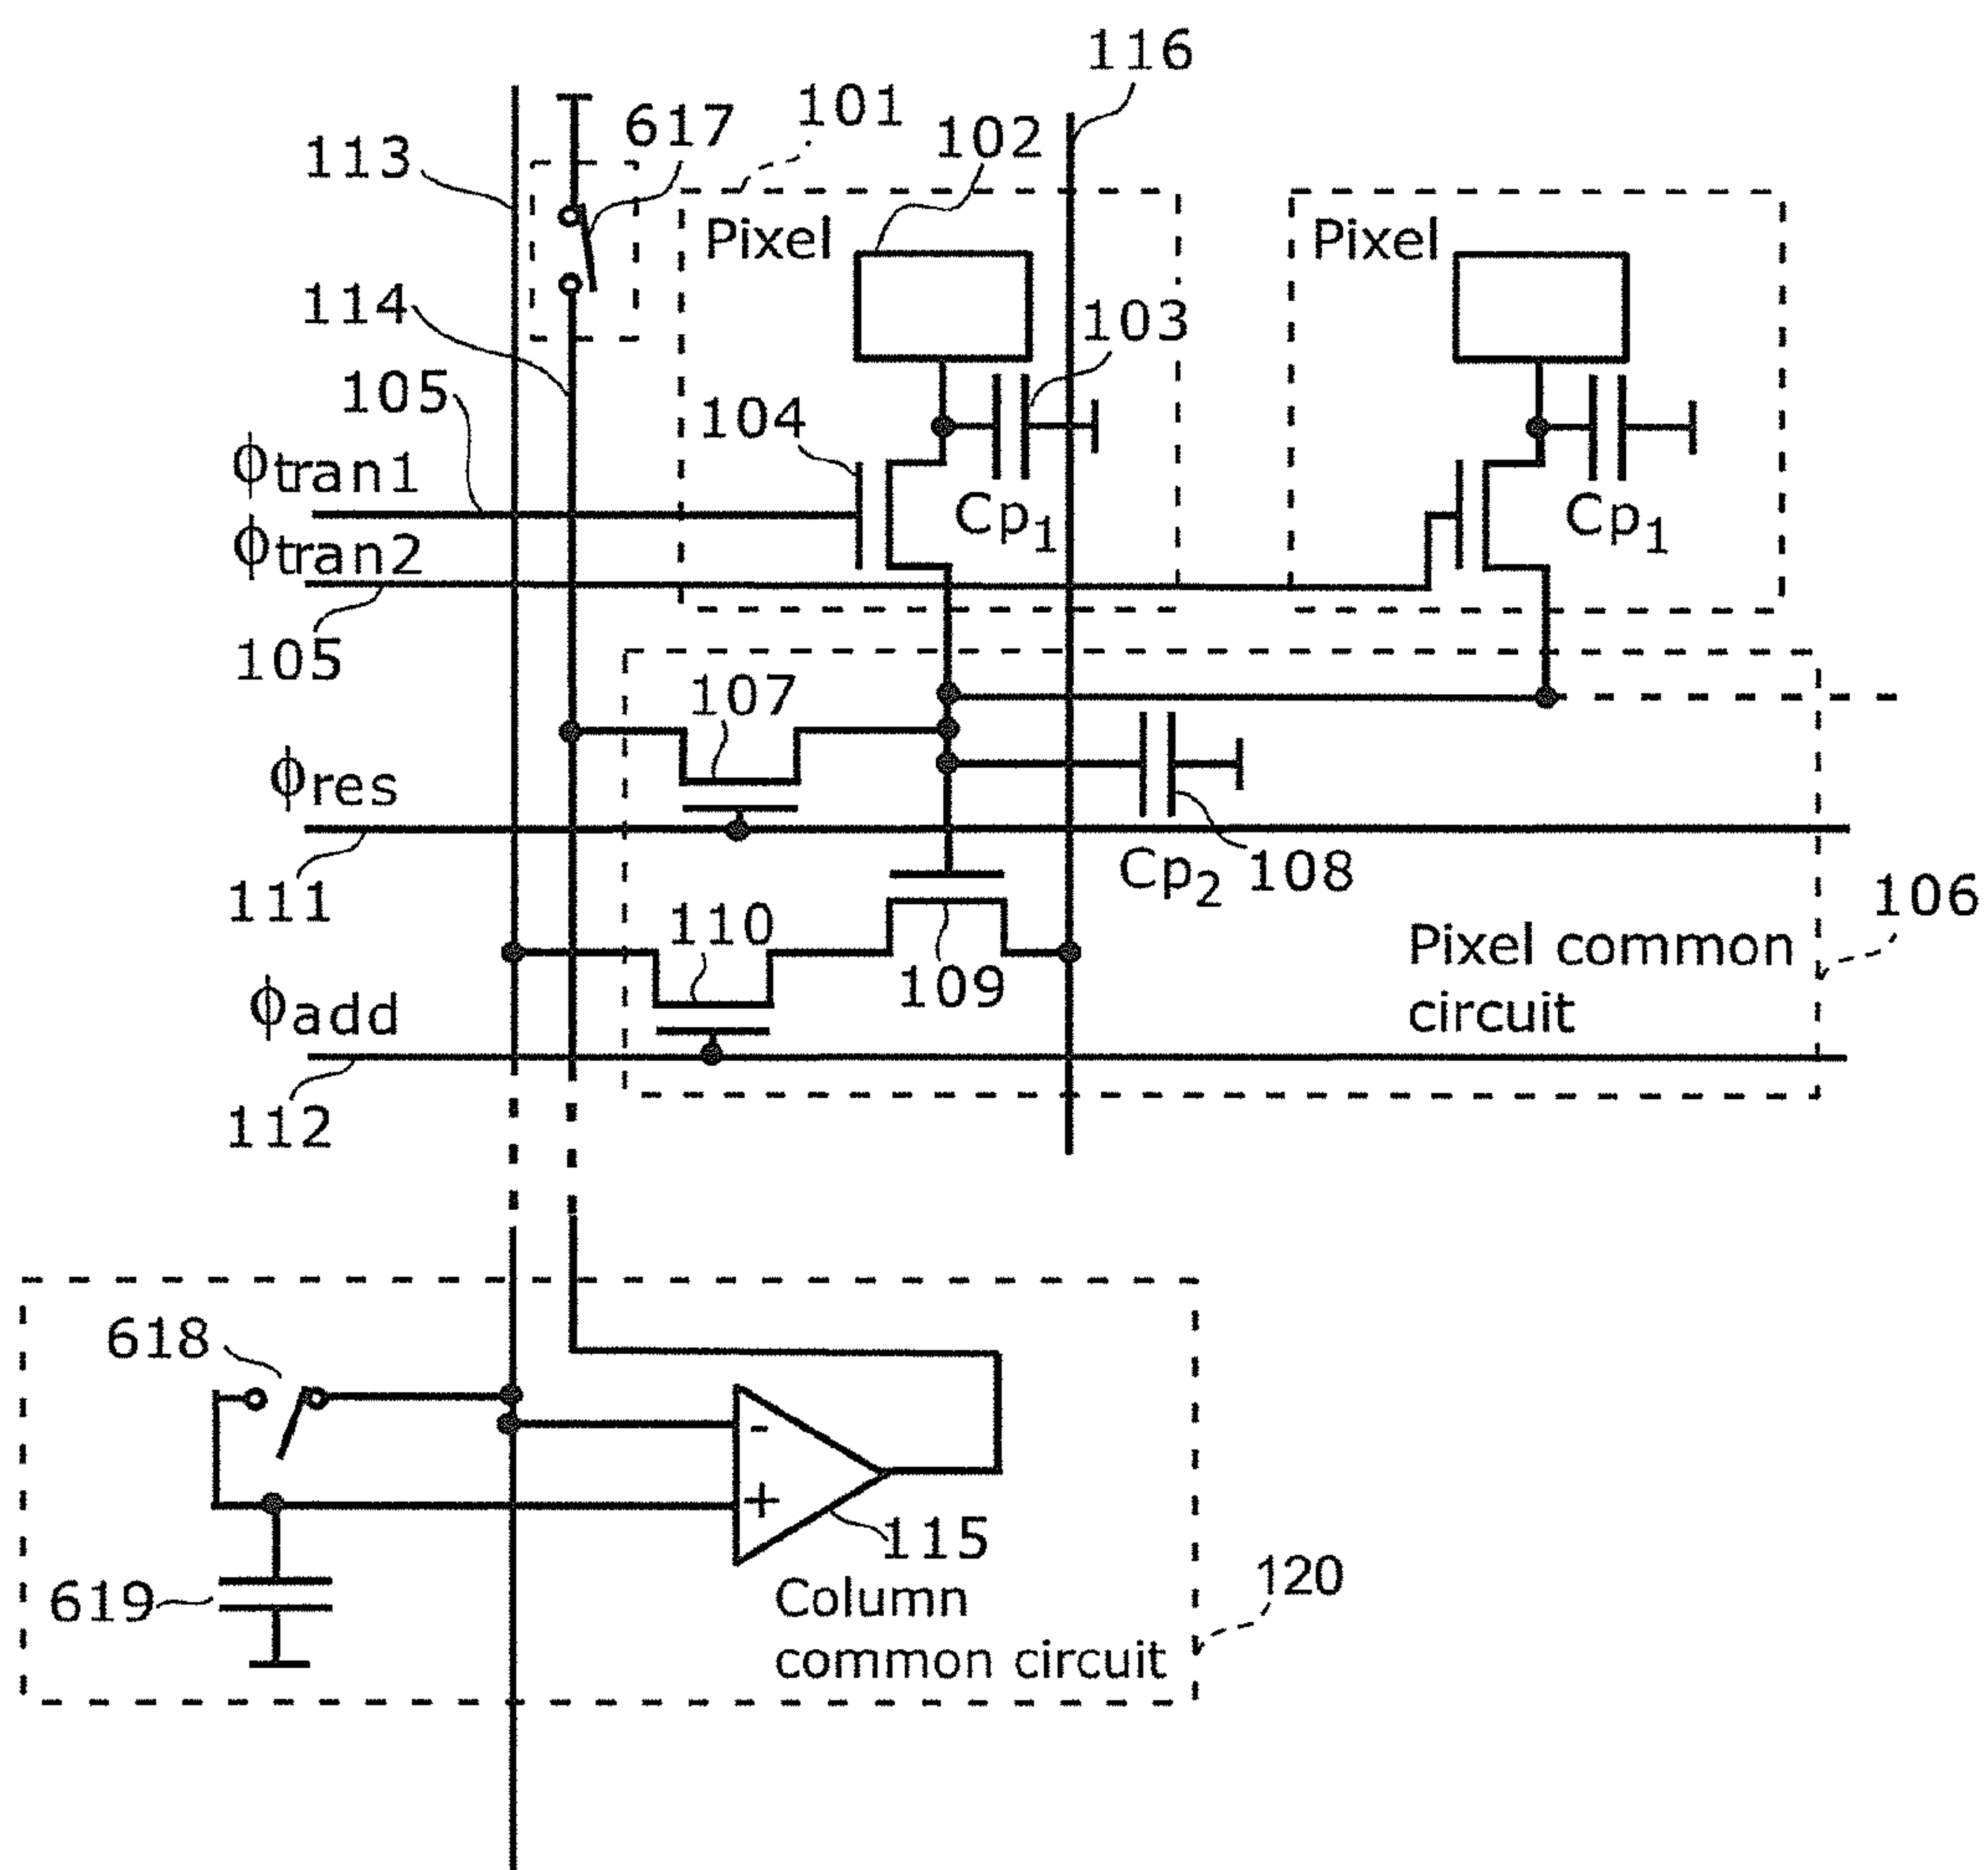 116
101
617
102
113
Pixel
Pixel
114
103
105
104
ϕtran1
Cp1
Cp1
ϕtran2
105
107
ϕres
Cp2 108
111
106
110
Pixel common
circuit
109
ϕadd
112
618
-
+
115
619
Column
common circuit
120